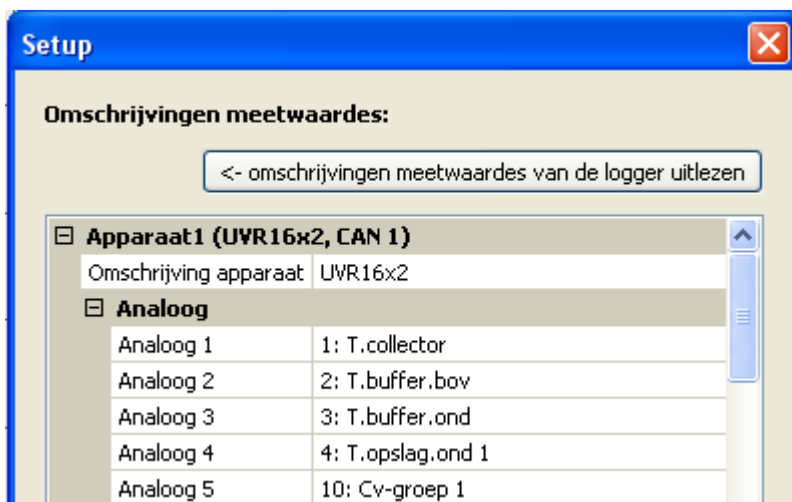 Setup
Omschrijvingen meetwaardes:
<- omschrijvingen meetwaardes van de logger uitlezen
Apparaat1 (UVR16x2, CAN 1)
Omschrijving apparaat UVR16x2
Analoog
Analoog 1 1: T.collector
Analoog 2 2: T.buffer.bov
Analoog 3 3: T.buffer.ond
Analoog 4 4: T.opslag.ond 1
Analoog 5 10: Cv-groep 1